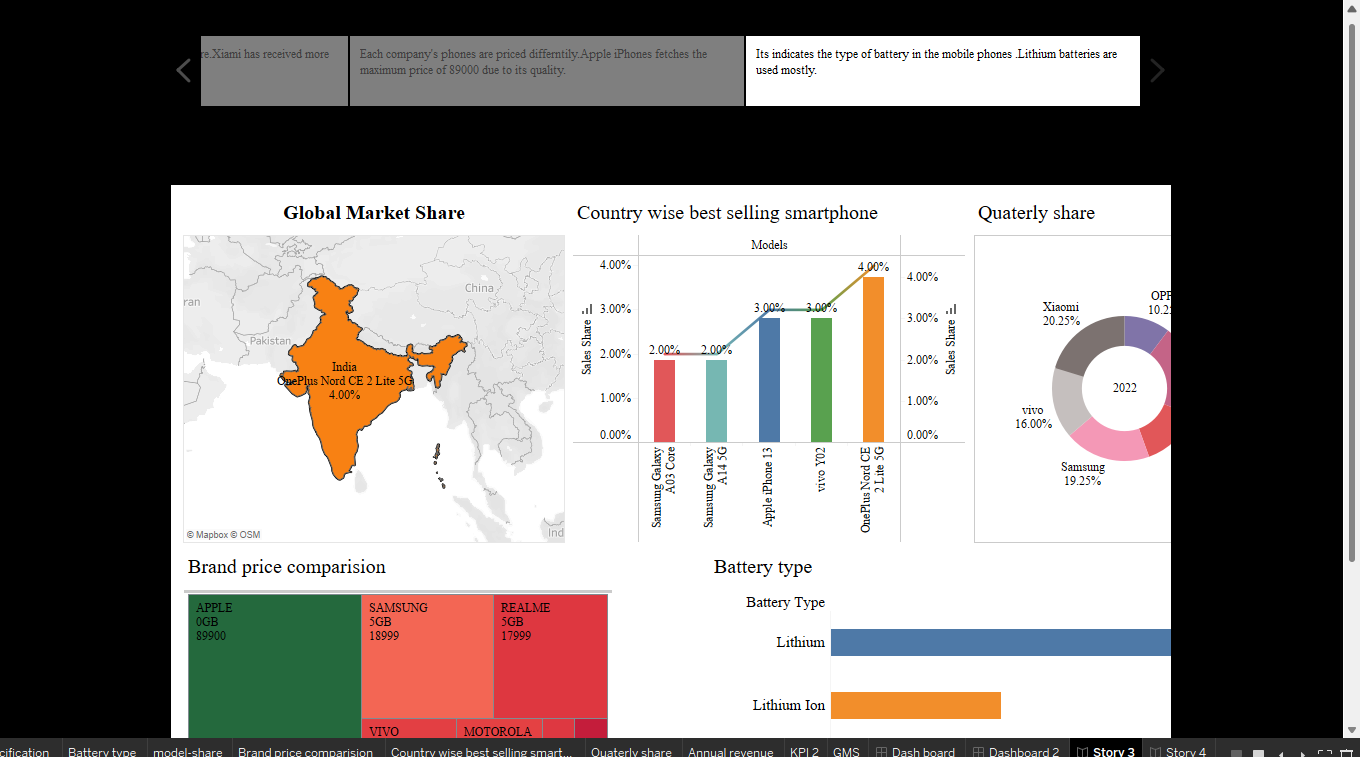 re.Xiami has received more
Each company's phones are priced differntily.Apple iPhones fetches the
maximum price of 89000 due to its quality.
Its indicates the type of battery in the mobile phones .Lithium batteries are
used mostly.
Global Market Share
Country wise best selling smartphone
Quaterly share
China
ran
Pakistan
India
OnePlus Nord CE 2 Lite 5G
4.00%
Ind
© Mapbox © OSM
Models
4.00%
3.00%
2.00%
1.00%
0.00%
Sales Share
2.00%
2.00%
3.00%
3.00%
4.00%
4.00%
3.00%
2.00%
1.00%
0.00%
Sales Share
Samsung Galaxy
A03 Core
Samsung Galaxy
A14 5G
Apple iPhone 13
vivo Y02
OnePlus Nord CE
2 Lite 5G
OPP
10.25
Xiaomi
20.25%
2022
vivo
16.00%
Samsung
19.25%
Brand price comparision
APPLE
0GB
89900
SAMSUNG
5GB
18999
REALME
5GB
17999
VIVO
MOTOROLA
Battery type
Battery Type
Lithium
Lithium Ion
cification
Battery type
model-share
Brand price comparison
Country wise best selling smart...
Quaterly share
Annual revenue
KPI 2
GMS
Dash board
Dashboard 2
Story 3
Story 4